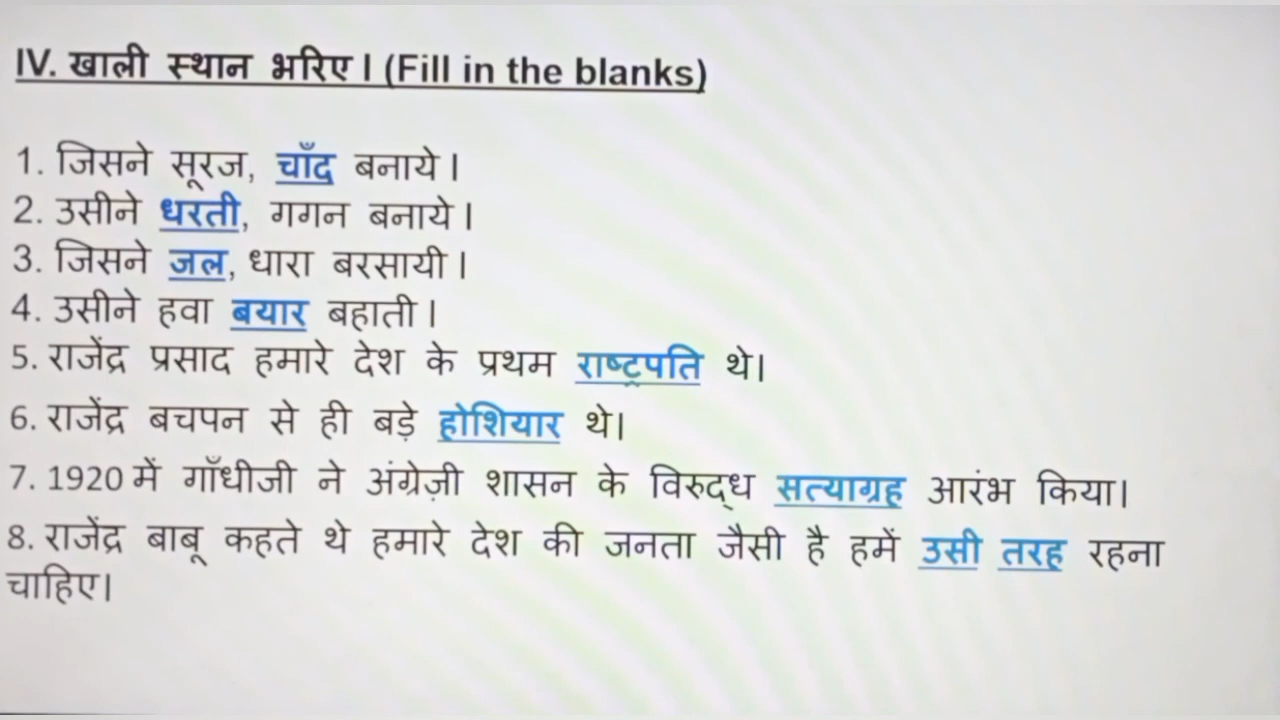 IV. खाली स्थान भरिए। (Fill in the blanks)
1. जिसने सूरज, चाँद बनाये।
2. उसीने धरती, गगन बनाये।
3. जिसने जल, धारा बरसायी।
4. उसीने हवा बयार बहाती।
5. राजेंद्र प्रसाद हमारे देश के प्रथम राष्ट्रपति थे।
6. राजेंद्र बचपन से ही बड़े होशियार थे।
7. 1920 में गाँधीजी ने अंग्रेज़ी शासन के विरुद्ध सत्याग्रह आरंभ किया।
8. राजेंद्र बाबू कहते थे हमारे देश की जनता जैसी है हमें उसी तरह रहना
चाहिए।